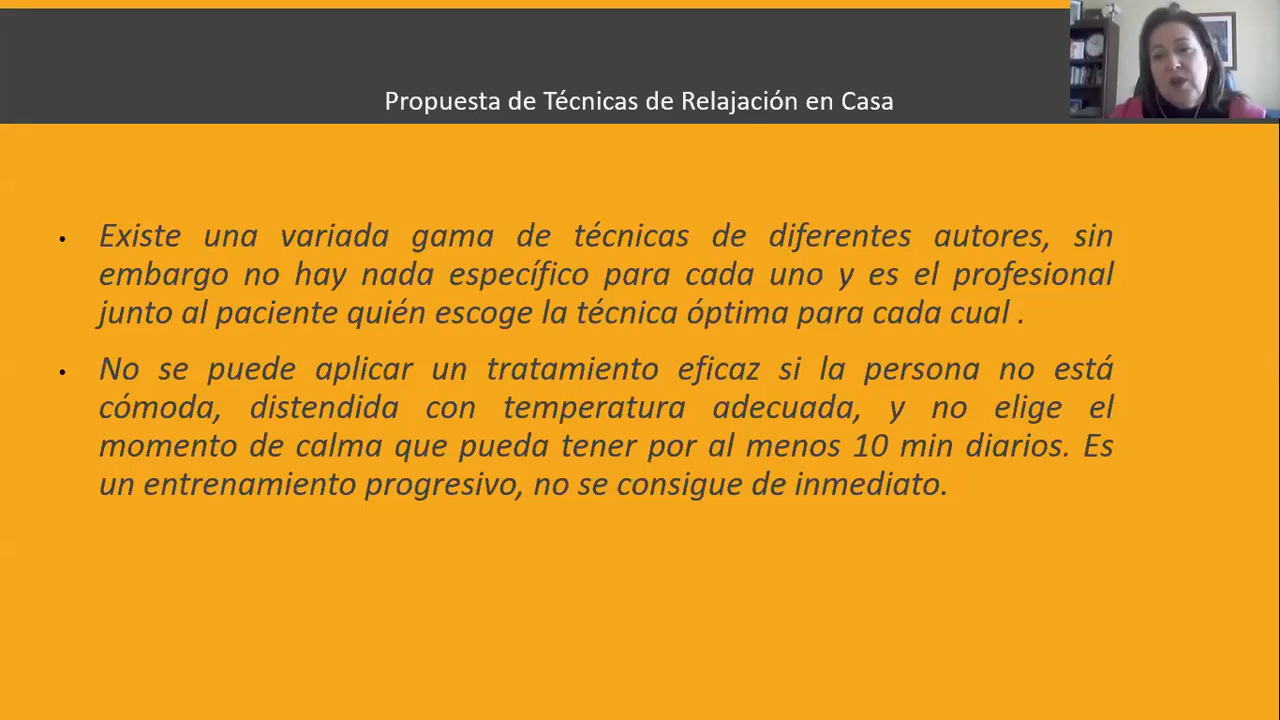 Propuesta de Técnicas de Relajación en Casa
• Existe una variada gama de técnicas de diferentes autores, sin
embargo no hay nada específico para cada uno y es el profesional
junto al paciente quién escoge la técnica óptima para cada cual .
• No se puede aplicar un tratamiento eficaz si la persona no está
cómoda, distendida con temperatura adecuada, y no elige el
momento de calma que pueda tener por al menos 10 min diarios. Es
un entrenamiento progresivo, no se consigue de inmediato.